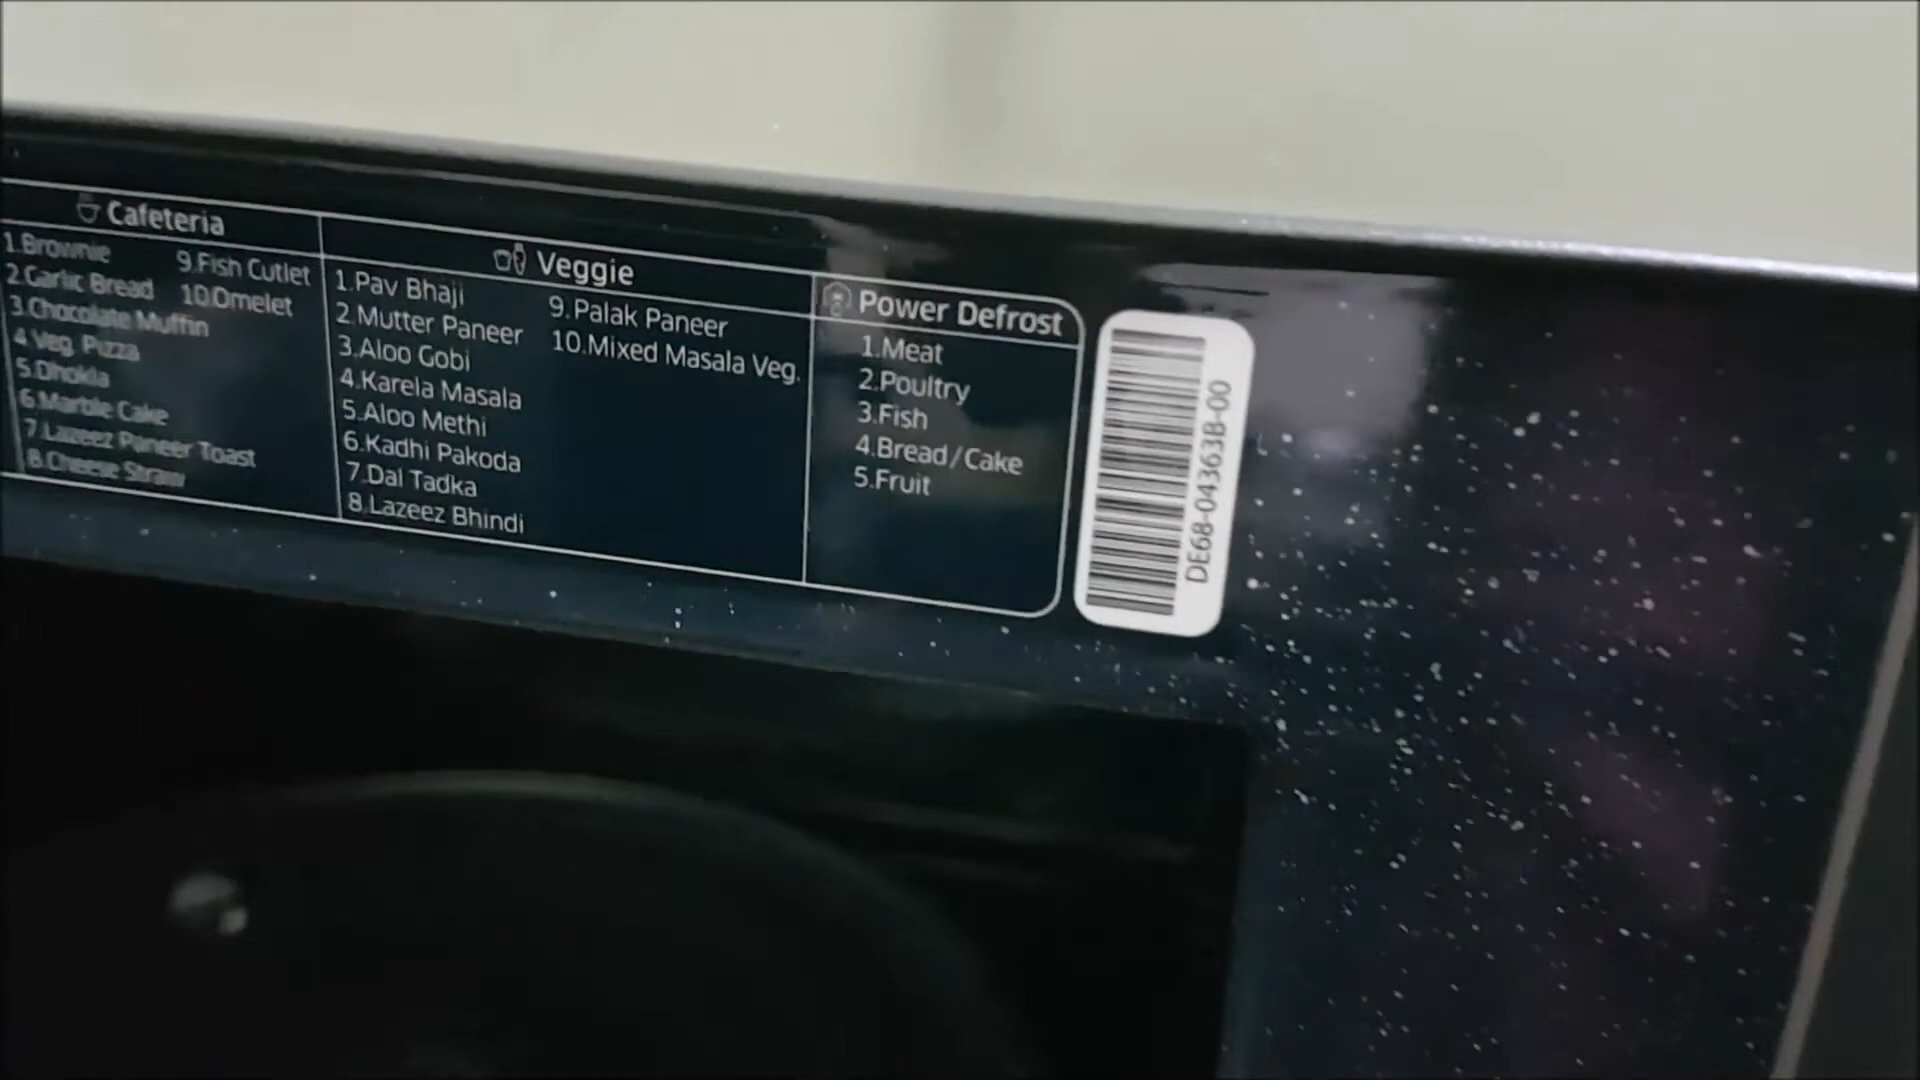 Cafeteria
1.Brownie
2.Garlic Bread
3.Chocolate Muffin
4.Veg. Pizza
5.Dhokla
6.Marble Cake
7.Lazeez Paneer Toast
8.Cheese Straw
9.Fish Cutlet
10.Omelet
Veggie
1.Pav Bhaji
2.Mutter Paneer
3.Aloo Gobi
4.Karela Masala
5.Aloo Methi
6.Kadhi Pakoda
7.Dal Tadka
8.Lazeez Bhindi
9.Palak Paneer
10.Mixed Masala Veg.
Power Defrost
1.Meat
2.Poultry
3.Fish
4.Bread/Cake
5.Fruit
DE68-04363B-00